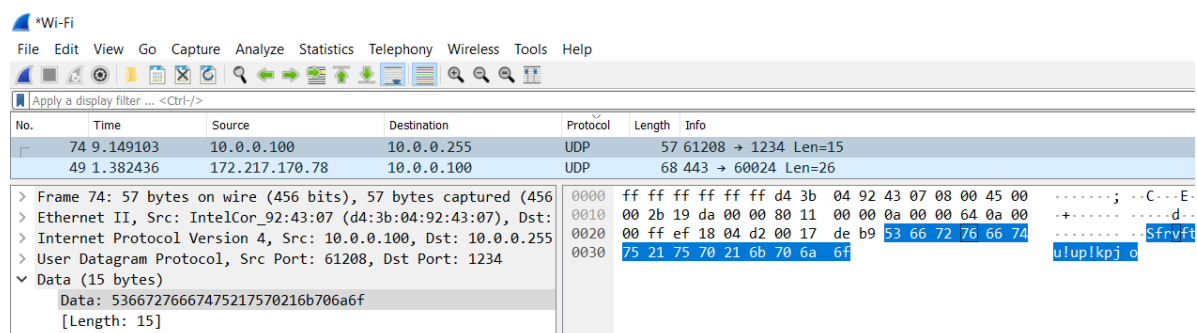 *Wi-Fi
File Edit View Go Capture Analyze Statistics Telephony Wireless Tools Help
Apply a display filter ... <Ctrl-/>
No. Time Source Destination Protocol Length Info
74 9.149103 10.0.0.100 10.0.0.255 UDP 57 61208 → 1234 Len=15
49 1.382436 172.217.170.78 10.0.0.100 UDP 68 443 → 60024 Len=26
Frame 74: 57 bytes on wire (456 bits), 57 bytes captured (456
Ethernet II, Src: IntelCor_92:43:07 (d4:3b:04:92:43:07), Dst:
Internet Protocol Version 4, Src: 10.0.0.100, Dst: 10.0.0.255
User Datagram Protocol, Src Port: 61208, Dst Port: 1234
Data (15 bytes)
Data: 53667276667475217570216b706a6f
[Length: 15]
0000 ff ff ff ff ff ff d4 3b 04 92 43 07 08 00 45 00 ·······; ··C···E·
0010 00 2b 19 da 00 00 80 11 00 00 0a 00 00 64 0a 00 ·+······ ·····d··
0020 00 ff ef 18 04 d2 00 17 de b9 53 66 72 76 66 74 ········ ··Sfrvft
0030 75 21 75 70 21 6b 70 6a 6f u!up!kpj o